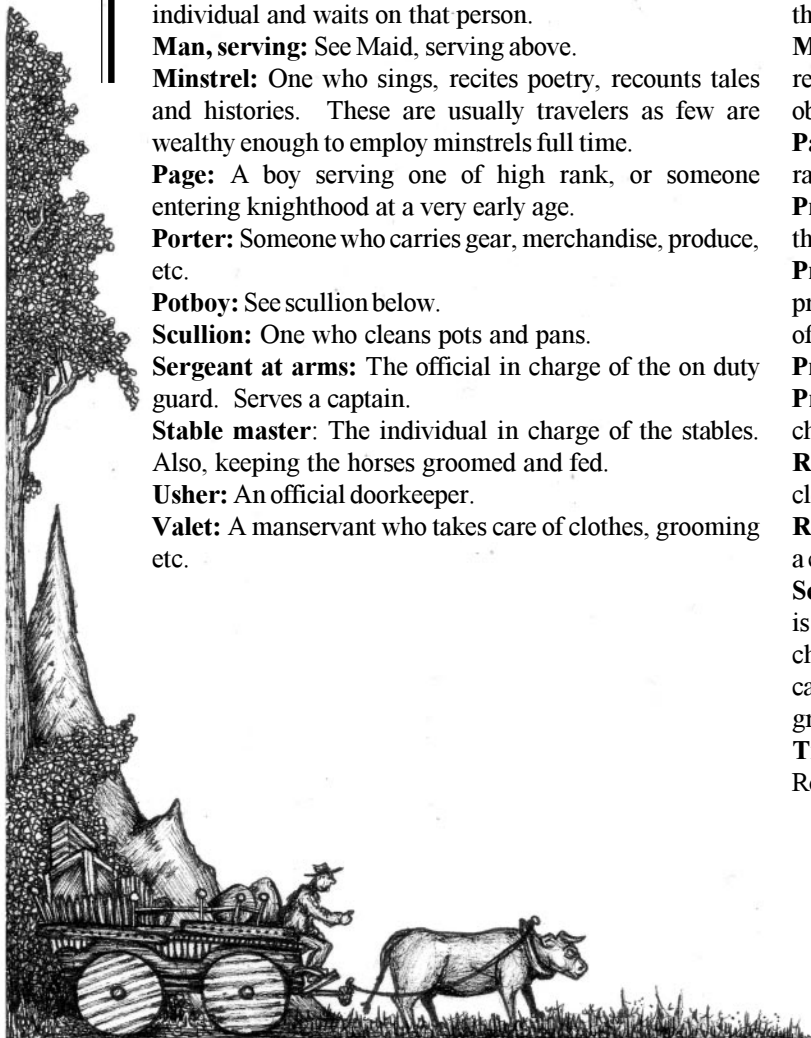 individual and waits on that person.
Man, serving: See Maid, serving above.
Minstrel: One who sings, recites poetry, recounts tales
and histories. These are usually travelers as few are
wealthy enough to employ minstrels full time.
Page: A boy serving one of high rank, or someone
entering knighthood at a very early age.
Porter: Someone who carries gear, merchandise, produce,
etc.
Potboy: See scullion below.
Scullion: One who cleans pots and pans.
Sergeant at arms: The official in charge of the on duty
guard. Serves a captain.
Stable master: The individual in charge of the stables.
Also, keeping the horses groomed and fed.
Usher: An official doorkeeper.
Valet: A manservant who takes care of clothes, grooming
etc.